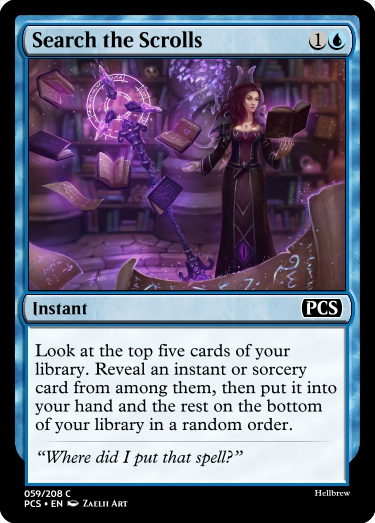 Search the Scrolls 1
Instant PCS
Look at the top five cards of your
library. Reveal an instant or sorcery
card from among them, then put it into
your hand and the rest on the bottom
of your library in a random order.
“Where did I put that spell?”
059/208 C Hellbrew
PCS • EN Zaelii Art